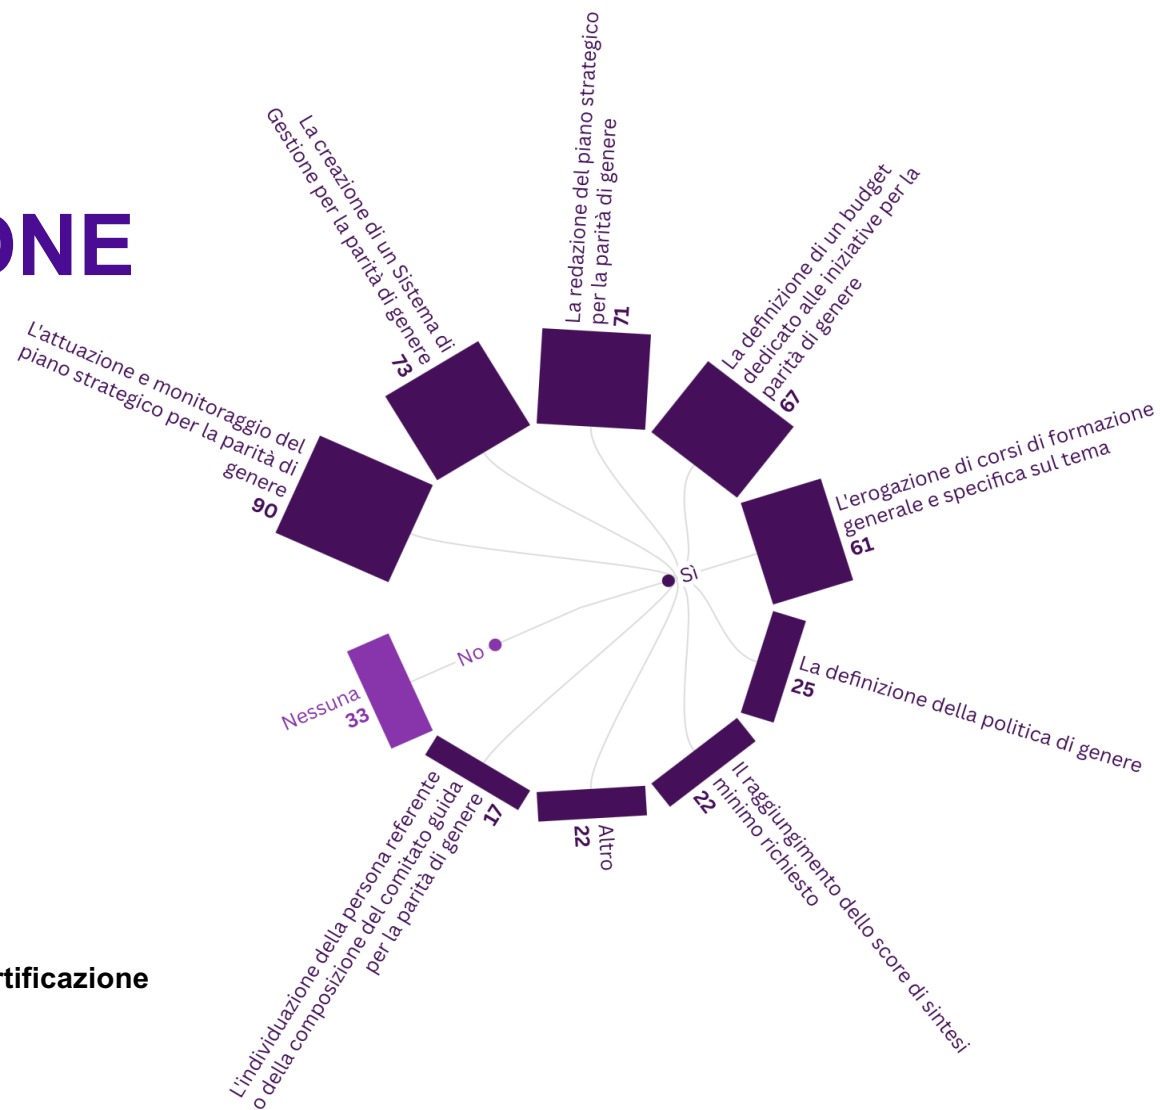 ONE
La creazione di un Sistema di
Gestione per la parità di genere
73
La redazione del piano strategico
per la parità di genere
71
La definizione di un budget
dedicato alle iniziative per la
parità di genere
67
L'attuazione e monitoraggio del
piano strategico per la parità di
genere
90
L'erogazione di corsi di formazione
generale e specifica sul tema
61
Sì
No
Nessuna
33
La definizione della politica di genere
25
Il raggiungimento dello score di sintesi
minimo richiesto
22
Altro
22
L'individuazione della persona referente
o della composizione del comitato guida
per la parità di genere
17
rtificazione